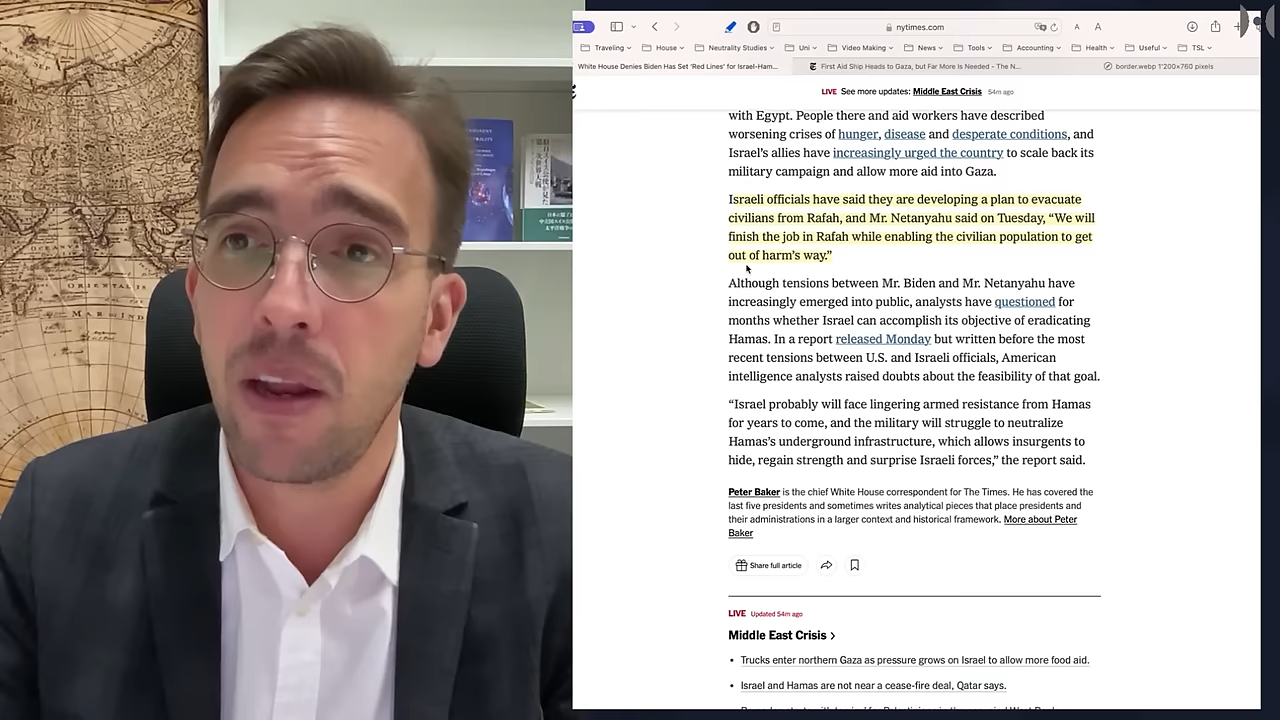 nytimes.com
A A
Traveling House Neutrality Studies Uni Video Making News Tools Accounting Health Useful TSL
White House Denies Biden Has Set 'Red Lines' for Israel-Ham...
First Aid Ship Heads to Gaza, but Far More Is Needed - The N...
border.webp 1'200×760 pixels
LIVE See more updates: Middle East Crisis 54m ago
with Egypt. People there and aid workers have described
worsening crises of hunger, disease and desperate conditions, and
Israel’s allies have increasingly urged the country to scale back its
military campaign and allow more aid into Gaza.
Israeli officials have said they are developing a plan to evacuate
civilians from Rafah, and Mr. Netanyahu said on Tuesday, “We will
finish the job in Rafah while enabling the civilian population to get
out of harm’s way.”
Although tensions between Mr. Biden and Mr. Netanyahu have
increasingly emerged into public, analysts have questioned for
months whether Israel can accomplish its objective of eradicating
Hamas. In a report released Monday but written before the most
recent tensions between U.S. and Israeli officials, American
intelligence analysts raised doubts about the feasibility of that goal.
“Israel probably will face lingering armed resistance from Hamas
for years to come, and the military will struggle to neutralize
Hamas’s underground infrastructure, which allows insurgents to
hide, regain strength and surprise Israeli forces,” the report said.
Peter Baker is the chief White House correspondent for The Times. He has covered the
last five presidents and sometimes writes analytical pieces that place presidents and
their administrations in a larger context and historical framework. More about Peter
Baker
Share full article
LIVE Updated 54m ago
Middle East Crisis >
• Trucks enter northern Gaza as pressure grows on Israel to allow more food aid.
• Israel and Hamas are not near a cease-fire deal, Qatar says.